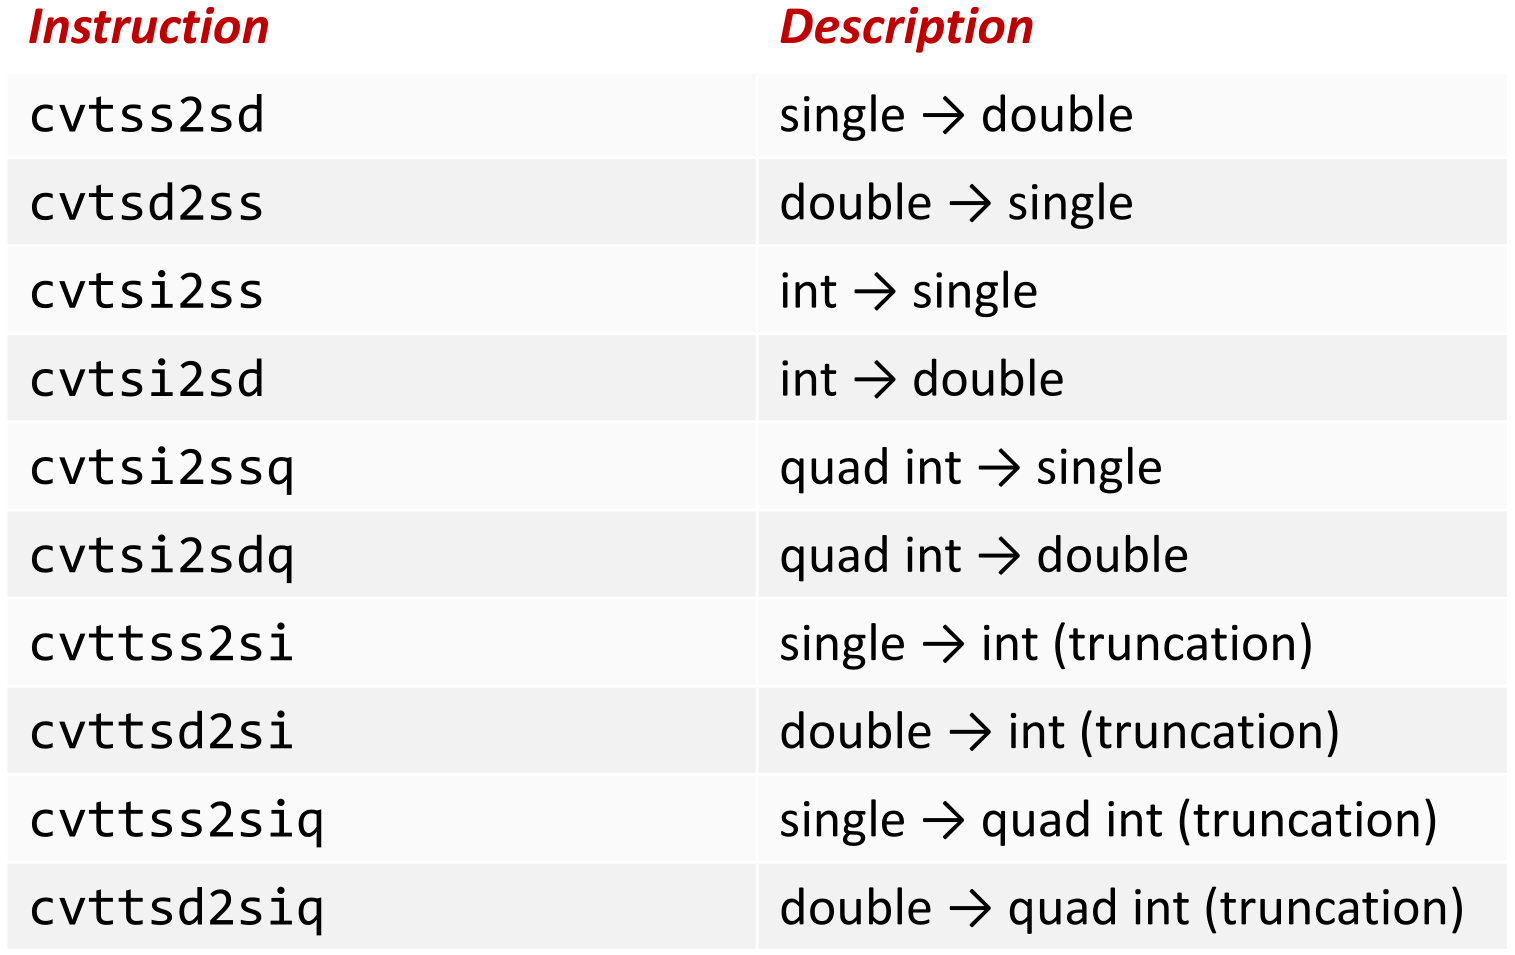 Instruction Description
cvtss2sd single → double
cvtsd2ss double → single
cvtsi2ss int → single
cvtsi2sd int → double
cvtsi2ssq quad int → single
cvtsi2sdq quad int → double
cvttss2si single → int (truncation)
cvttsd2si double → int (truncation)
cvttss2siq single → quad int (truncation)
cvttsd2siq double → quad int (truncation)